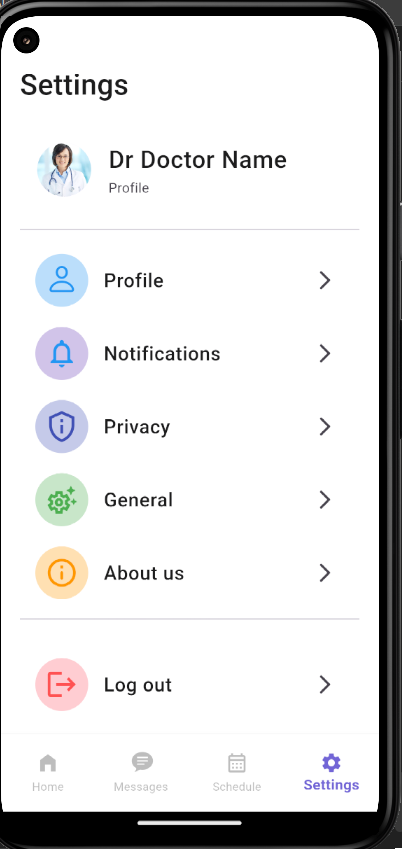 Settings
Dr Doctor Name
Profile
Profile
Notifications
Privacy
General
About us
Log out
Home
Messages
Schedule
Settings